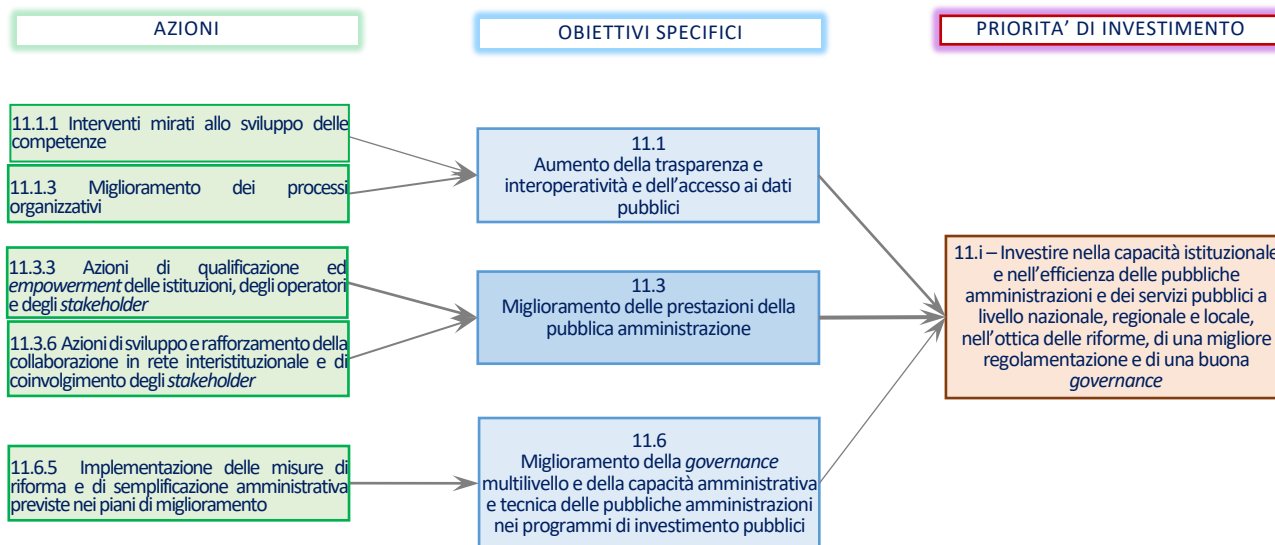 AZIONI
OBIETTIVI SPECIFICI
PRIORITA’ DI INVESTIMENTO
11.1.1 Interventi mirati allo sviluppo delle
competenze
11.1.3 Miglioramento dei processi
organizzativi
11.3.3 Azioni di qualificazione ed
empowerment delle istituzioni, degli operatori
e degli stakeholder
11.3.6 Azioni di sviluppo e rafforzamento della
collaborazione in rete interistituzionale e di
coinvolgimento degli stakeholder
11.6.5 Implementazione delle misure di
riforma e di semplificazione amministrativa
previste nei piani di miglioramento
11.1
Aumento della trasparenza e
interoperatività e dell’accesso ai dati
pubblici
11.3
Miglioramento delle prestazioni della
pubblica amministrazione
11.6
Miglioramento della governance
multilivello e della capacità amministrativa
e tecnica delle pubbliche amministrazioni
nei programmi di investimento pubblici
11.i – Investire nella capacità istituzionale
e nell’efficienza delle pubbliche
amministrazioni e dei servizi pubblici a
livello nazionale, regionale e locale,
nell’ottica delle riforme, di una migliore
regolamentazione e di una buona
governance